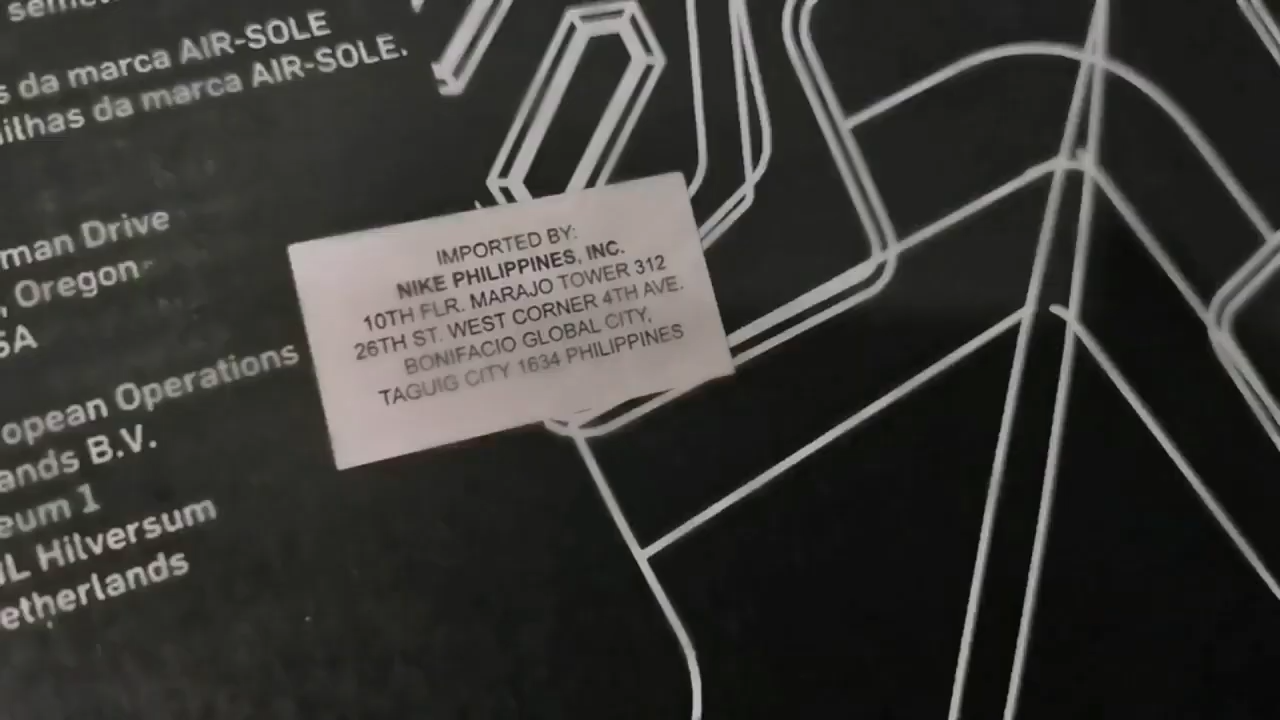 s da marca AIR-SOLE
ilhas da marca AIR-SOLE.
man Drive
, Oregon
SA
opean Operations
ands B.V.
eum 1
NL Hilversum
etherlands
IMPORTED BY:
NIKE PHILIPPINES, INC.
10TH FLR. MARAJO TOWER 312
26TH ST. WEST CORNER 4TH AVE.
BONIFACIO GLOBAL CITY,
TAGUIG CITY 1634 PHILIPPINES